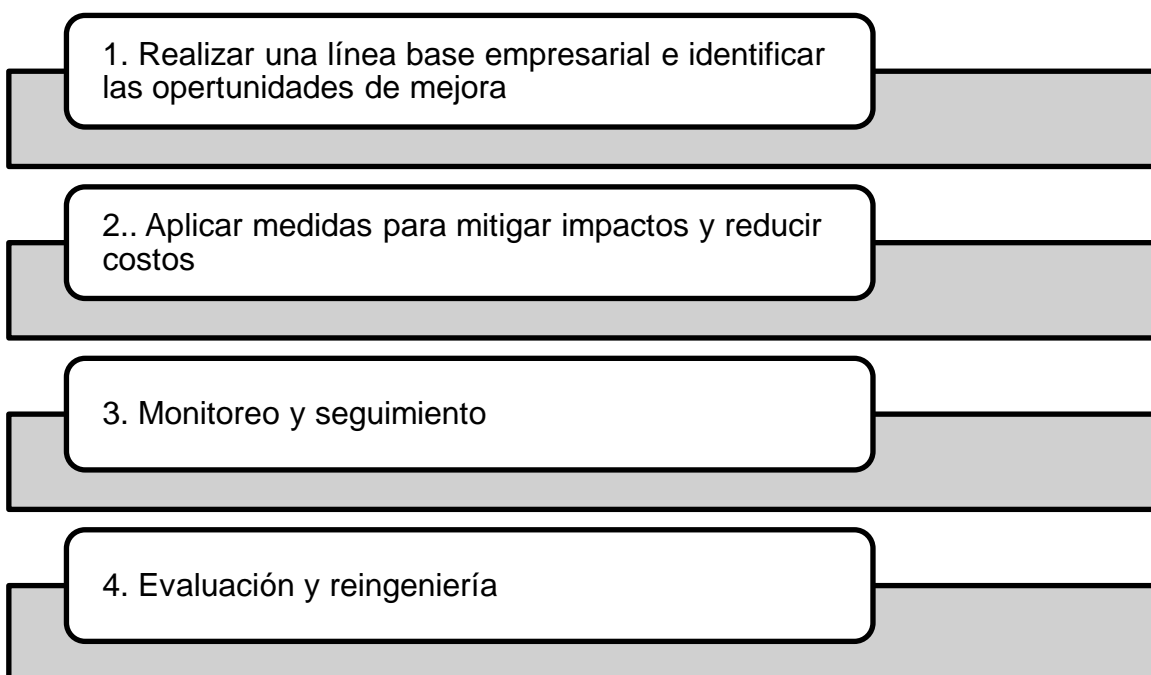 1. Realizar una línea base empresarial e identificar
las opertunidades de mejora
2.. Aplicar medidas para mitigar impactos y reducir
costos
3. Monitoreo y seguimiento
4. Evaluación y reingeniería